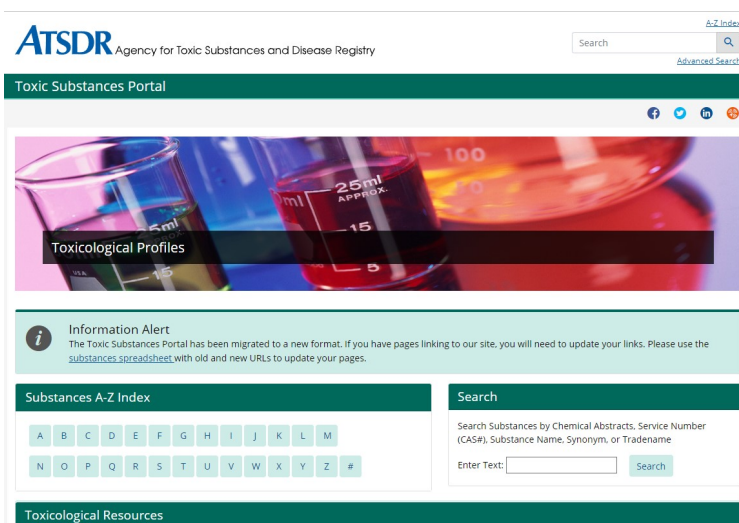 A-Z Index
ATSDR Agency for Toxic Substances and Disease Registry
Search
Advanced Search
Toxic Substances Portal
100
25ml
APPROX.
ml
15
5
Toxicological Profiles
USA
15
Information Alert
The Toxic Substances Portal has been migrated to a new format. If you have pages linking to our site, you will need to update your links. Please use the
substances spreadsheet with old and new URLs to update your pages.
Substances A-Z Index
A B C D E F G H I J K L M
N O P Q R S T U V W X Y Z #
Search
Search Substances by Chemical Abstracts, Service Number
(CAS#), Substance Name, Synonym, or Tradename
Enter Text:
Search
Toxicological Resources